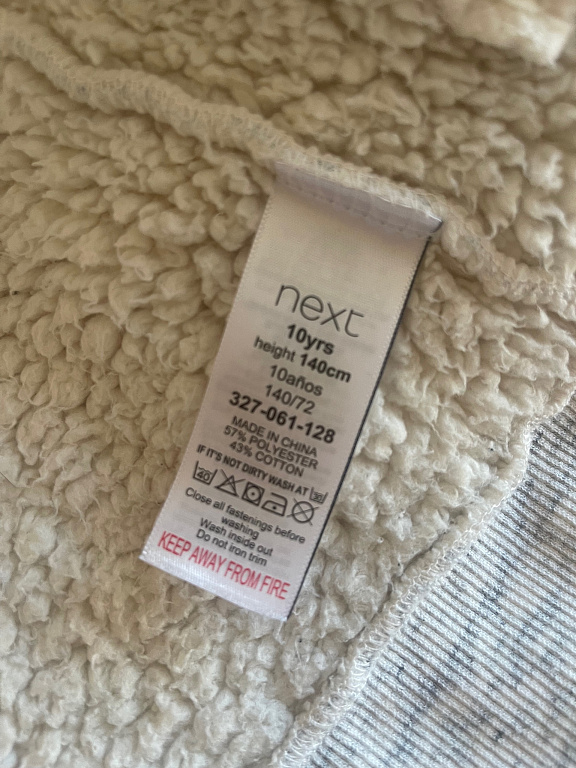 next
10yrs
height 140cm
10años
140/72
327-061-128
MADE IN CHINA
57% POLYESTER
43% COTTON
IF IT'S NOT DIRTY WASH AT 30
40
Close all fastenings before
washing
Wash inside out
Do not iron trim
KEEP AWAY FROM FIRE